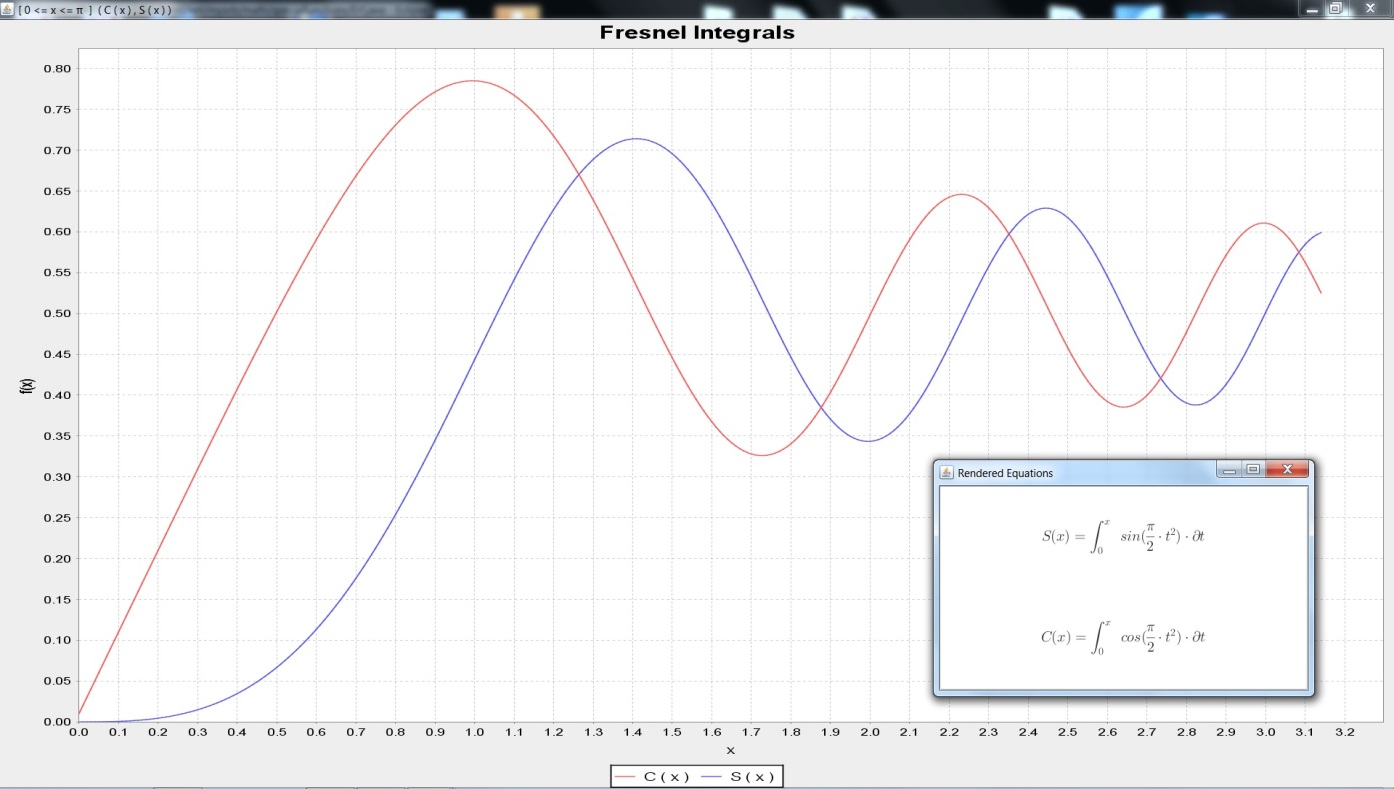 [0<=x<=π](C(x),S(x))
Fresnel Integrals
0.80
0.75
0.70
0.65
0.60
0.55
0.50
0.45
0.40
0.35
0.30
0.25
0.20
0.15
0.10
0.05
0.00
f(x)
0.0 0.1 0.2 0.3 0.4 0.5 0.6 0.7 0.8 0.9 1.0 1.1 1.2 1.3 1.4 1.5 1.6 1.7 1.8 1.9 2.0 2.1 2.2 2.3 2.4 2.5 2.6 2.7 2.8 2.9 3.0 3.1 3.2
x
C(x) S(x)
Rendered Equations
S(x) = ∫₀ˣ sin(π/2 · t²) · ∂t
C(x) = ∫₀ˣ cos(π/2 · t²) · ∂t